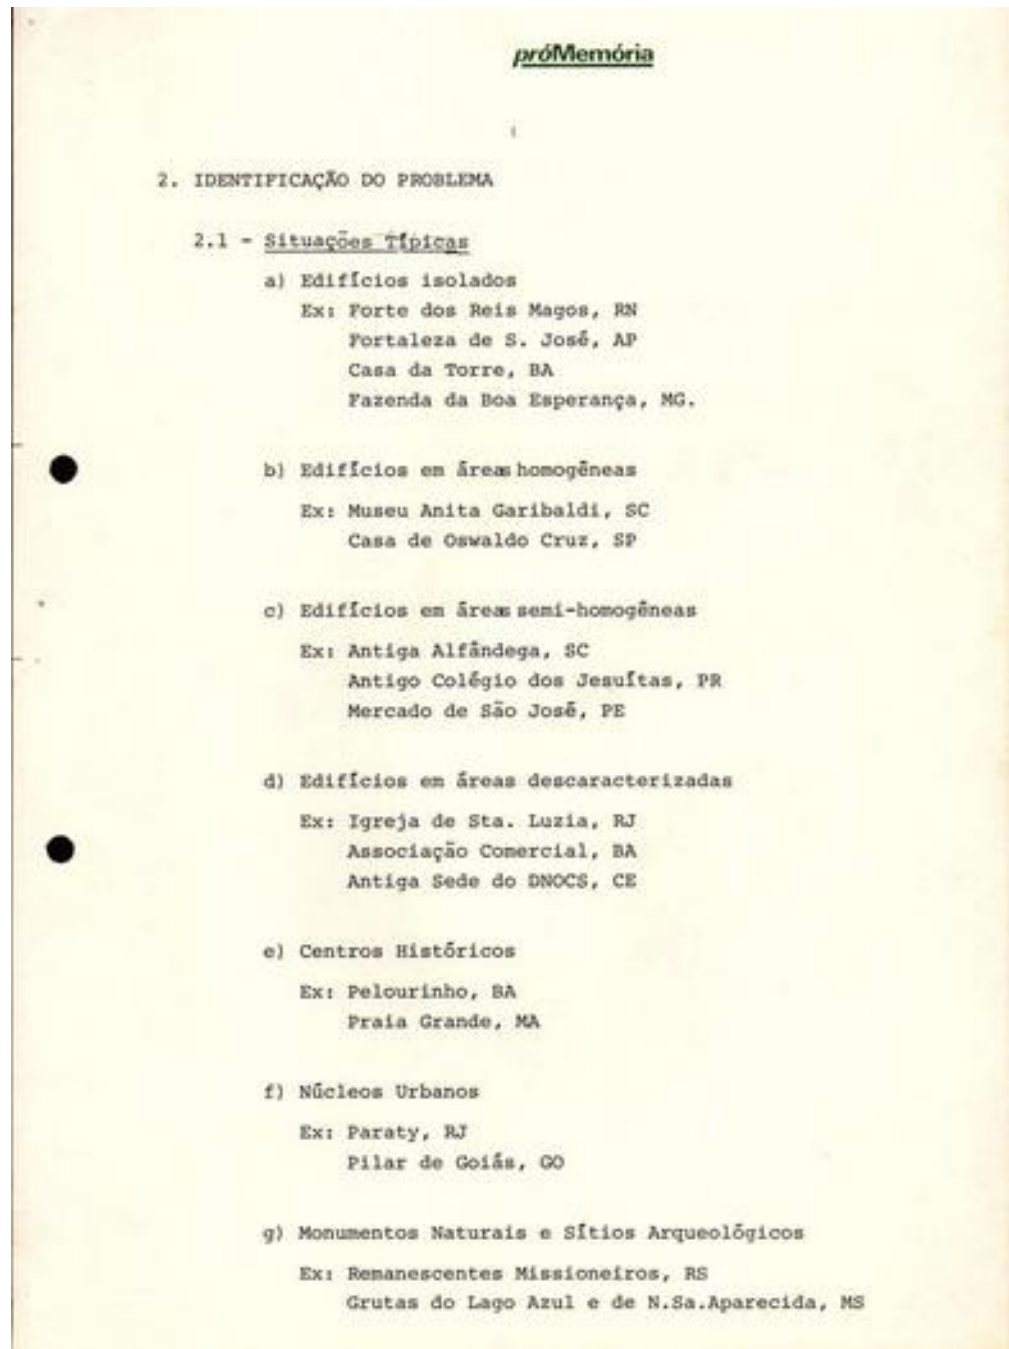 próMemória
2. IDENTIFICAÇÃO DO PROBLEMA
2.1 - Situações Típicas
a) Edifícios isolados
Ex: Forte dos Reis Magos, RN
Fortaleza de S. José, AP
Casa da Torre, BA
Fazenda da Boa Esperança, MG.
b) Edifícios em áreas homogêneas
Ex: Museu Anita Garibaldi, SC
Casa de Oswaldo Cruz, SP
c) Edifícios em áreas semi-homogêneas
Ex: Antiga Alfândega, SC
Antigo Colégio dos Jesuítas, PR
Mercado de São José, PE
d) Edifícios em áreas descaracterizadas
Ex: Igreja de Sta. Luzia, RJ
Associação Comercial, BA
Antiga Sede do DNOCS, CE
e) Centros Históricos
Ex: Pelourinho, BA
Praia Grande, MA
f) Núcleos Urbanos
Ex: Paraty, RJ
Pilar de Goiás, GO
g) Monumentos Naturais e Sítios Arqueológicos
Ex: Remanescentes Missioneiros, RS
Grutas do Lago Azul e de N.Sa.Aparecida, MS